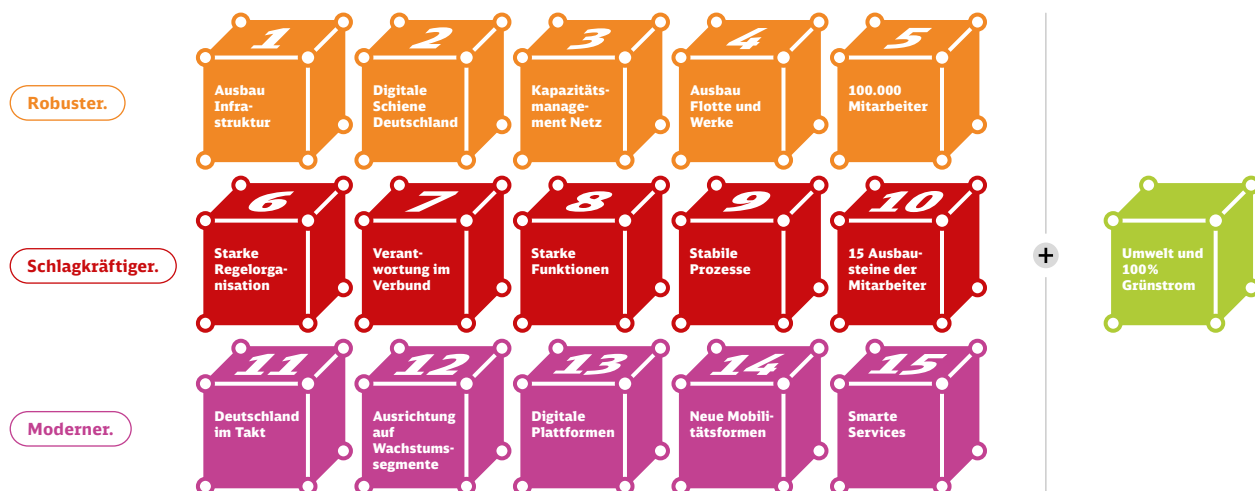 1
2
3
4
5
Robuster.
Ausbau
Infra-
struktur
Digitale
Schiene
Deutschland
Kapazitäts-
manage-
ment Netz
Ausbau
Flotte und
Werke
100.000
Mitarbeiter
6
7
8
9
10
Schlagkräftiger.
Starke
Regelorga-
nisation
Verant-
wortung im
Verbund
Starke
Funktionen
Stabile
Prozesse
15 Ausbau-
steine der
Mitarbeiter
+
Umwelt und
100%
Grünstrom
11
12
13
14
15
Moderner.
Deutschland
im Takt
Ausrichtung
auf
Wachstums-
segmente
Digitale
Plattformen
Neue Mobili-
tätsformen
Smarte
Services